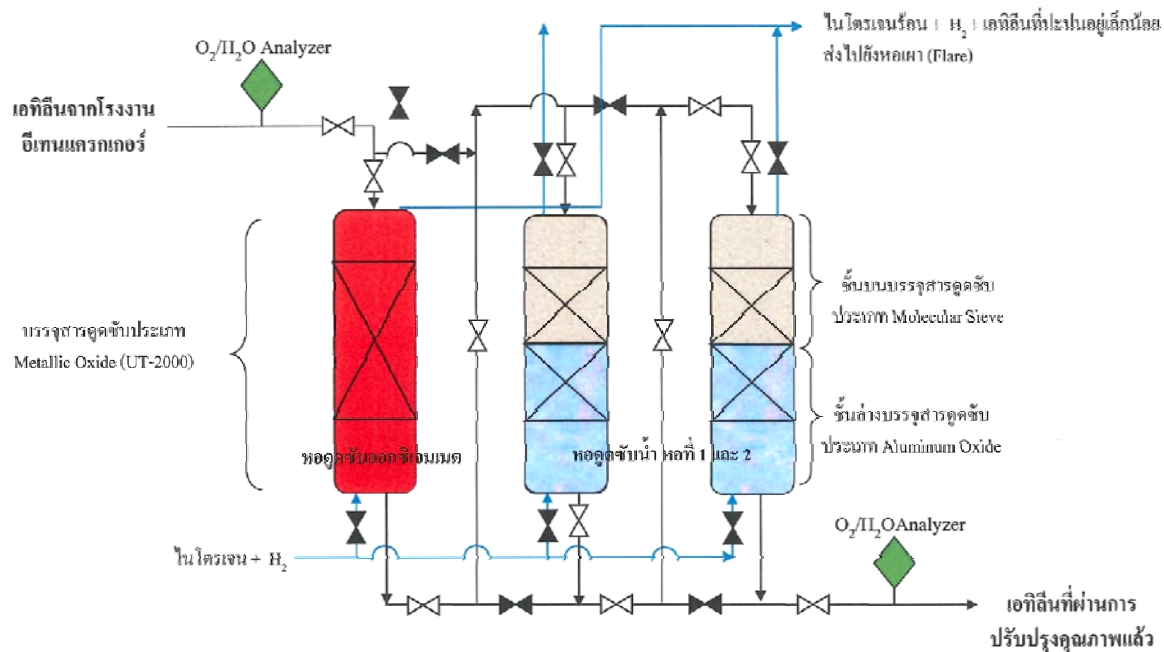 ไนโตรเจนร้อน + H2 + เอทิลีนที่ปะปนอยู่เล็กน้อย
ส่งไปยังหอเผา (Flare)
O2/H2O Analyzer
เอทิลีนจากโรงงาน
อีเทนแครกเกอร์
บรรจุสารดูดซับประเภท
Metallic Oxide (UT-2000)
ชั้นบนบรรจุสารดูดซับ
ประเภท Molecular Sieve
ชั้นล่างบรรจุสารดูดซับ
ประเภท Aluminum Oxide
หอดูดซับออกซิเจนเนต
หอดูดซับน้ำ หอที่ 1 และ 2
O2/H2OAnalyzer
ไนโตรเจน + H2
เอทิลีนที่ผ่านการ
ปรับปรุงคุณภาพแล้ว